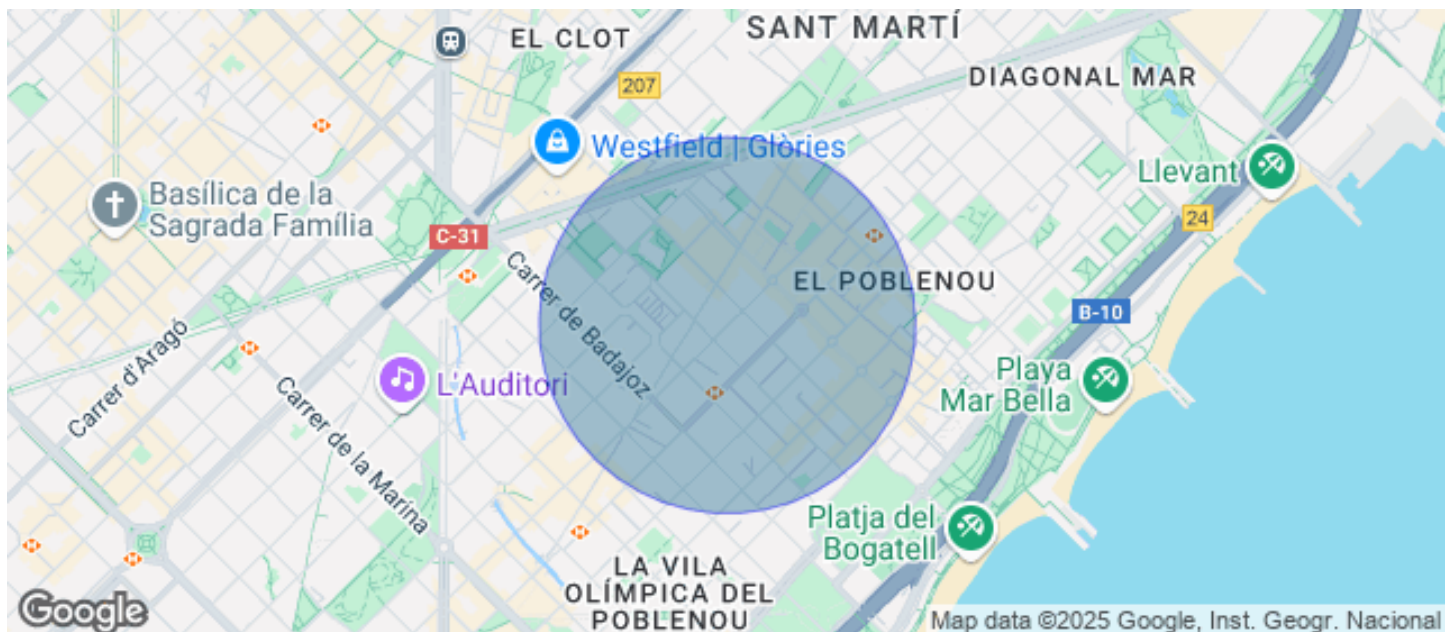 EL CLOT
SANT MARTÍ
207
DIAGONAL MAR
Westfield | Glòries
Llevant
Basílica de la
Sagrada Família
24
C-31
Carrer de Badajoz
EL POBLENOU
B-10
Carrer d'Aragó
L'Auditori
Playa
Mar Bella
Carrer de la Marina
Platja del
Bogatell
LA VILA
OLÍMPICA DEL
POBLENOU
Google
Map data ©2025 Google, Inst. Geogr. Nacional